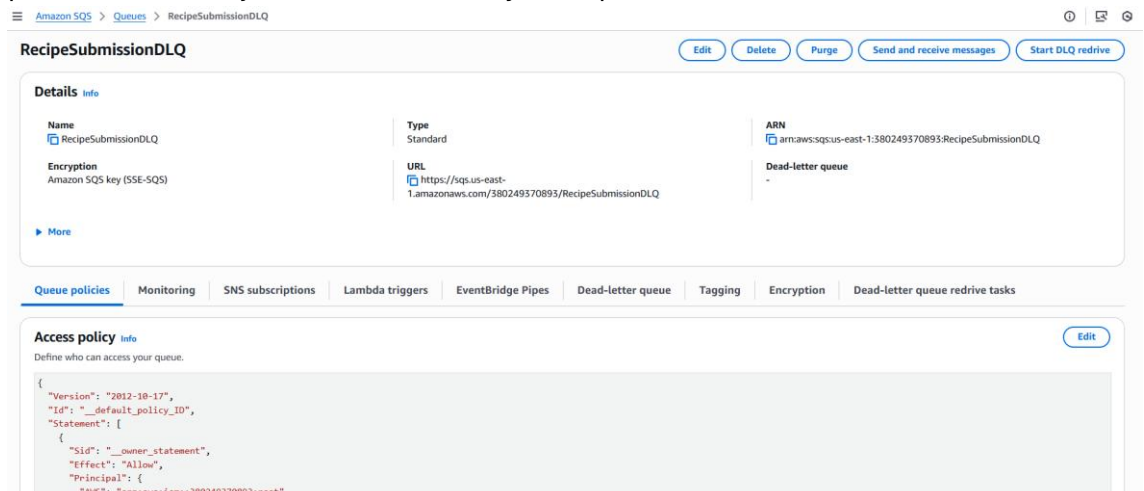 Amazon SQS > Queues > RecipeSubmissionDLQ
RecipeSubmissionDLQ
Edit
Delete
Purge
Send and receive messages
Start DLQ redrive
Details Info
Name
RecipeSubmissionDLQ
Type
Standard
ARN
arn:aws:sqs:us-east-1:380249370893:RecipeSubmissionDLQ
Encryption
Amazon SQS key (SSE-SQS)
URL
https://sqs.us-east-
1.amazonaws.com/380249370893/RecipeSubmissionDLQ
Dead-letter queue
-
More
Queue policies
Monitoring
SNS subscriptions
Lambda triggers
EventBridge Pipes
Dead-letter queue
Tagging
Encryption
Dead-letter queue redrive tasks
Access policy Info
Edit
Define who can access your queue.
{
"Version": "2012-10-17",
"Id": "__default_policy_ID",
"Statement": [
{
"Sid": "__owner_statement",
"Effect": "Allow",
"Principal": {